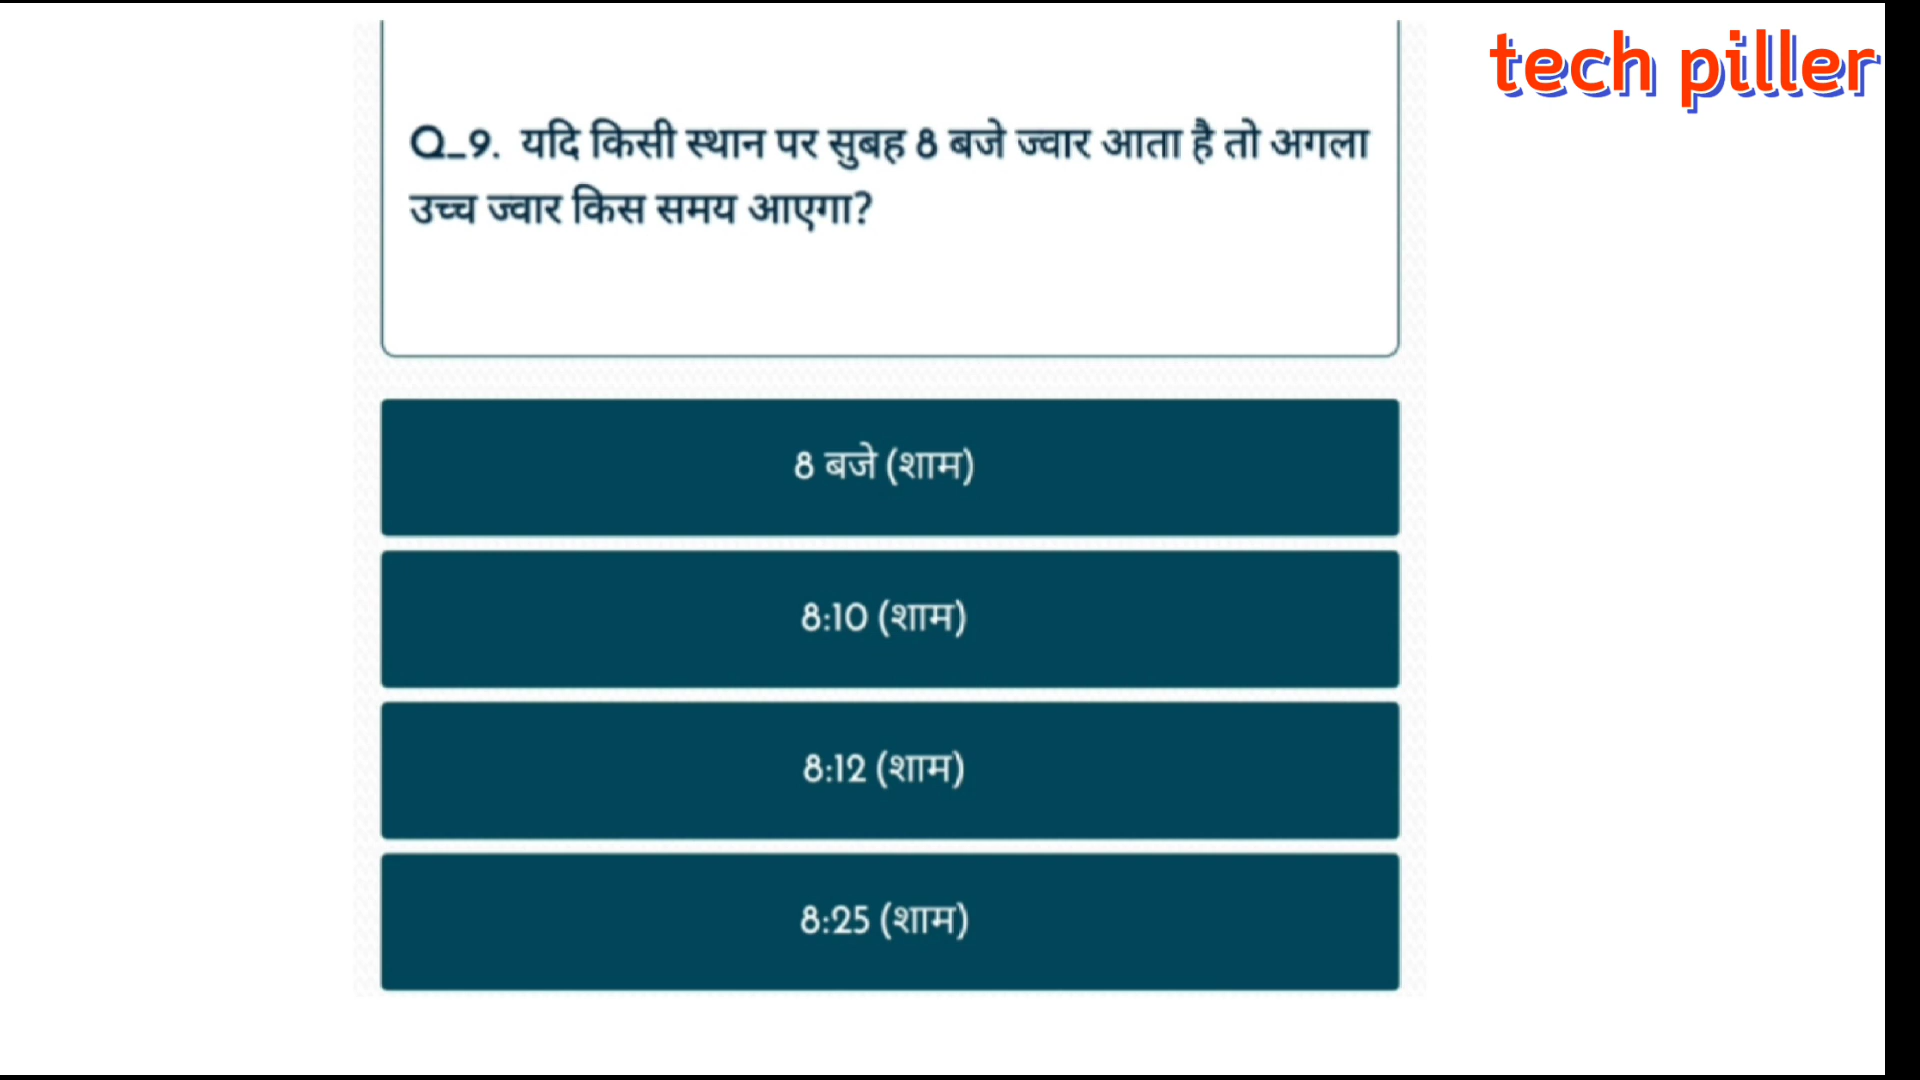 tech piller
Q_9. यदि किसी स्थान पर सुबह 8 बजे ज्वार आता है तो अगला
उच्च ज्वार किस समय आएगा?
8 बजे (शाम)
8:10 (शाम)
8:12 (शाम)
8:25 (शाम)